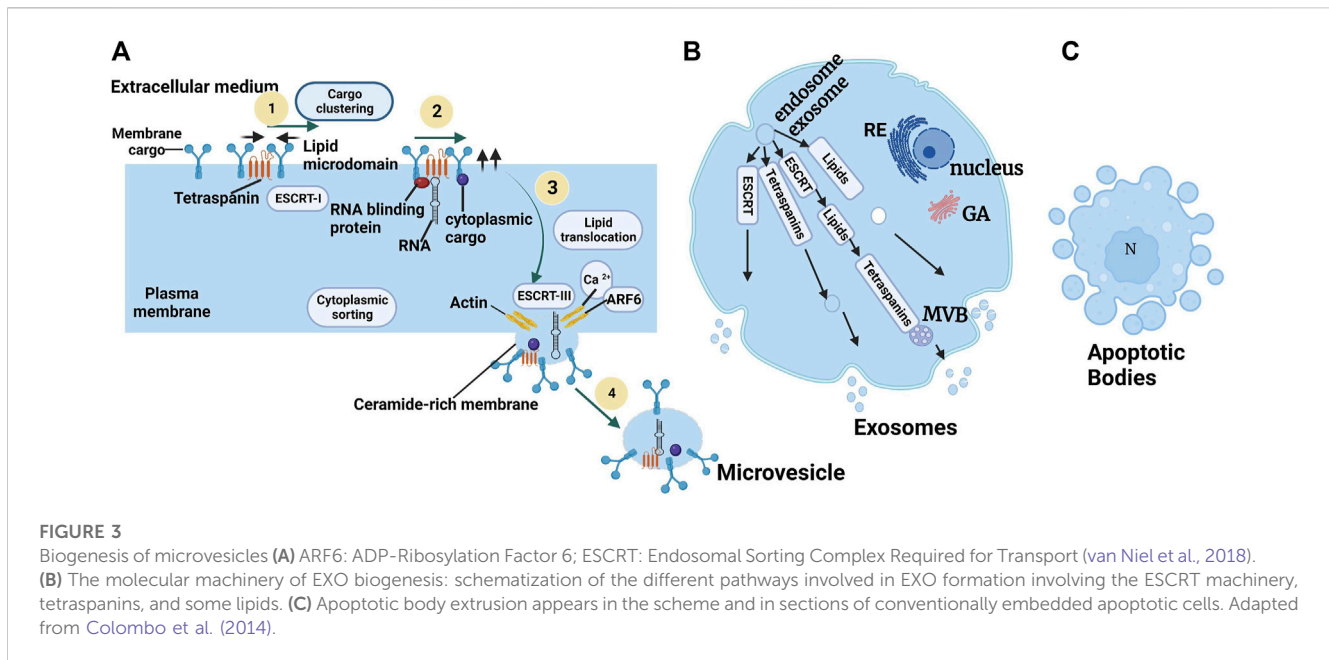 A
Extracellular medium
1
Cargo
clustering
2
Membrane
cargo
Lipid
microdomain
Tetraspanin
ESCRT-I
RNA blinding
protein
RNA
cytoplasmic
cargo
3
Lipid
translocation
Plasma
membrane
Cytoplasmic
sorting
Actin
ESCRT-III
Ca 2+
ARF6
Ceramide-rich membrane
4
Microvesicle
B
endosome
exosome
ESCRT
Tetraspanins
ESCRT
Lipids
Lipids
Tetraspanins
RE
nucleus
GA
MVB
Exosomes
C
N
Apoptotic
Bodies
FIGURE 3
Biogenesis of microvesicles (A) ARF6: ADP-Ribosylation Factor 6; ESCRT: Endosomal Sorting Complex Required for Transport (van Niel et al., 2018).
(B) The molecular machinery of EXO biogenesis: schematization of the different pathways involved in EXO formation involving the ESCRT machinery,
tetraspanins, and some lipids. (C) Apoptotic body extrusion appears in the scheme and in sections of conventionally embedded apoptotic cells. Adapted
from Colombo et al. (2014).